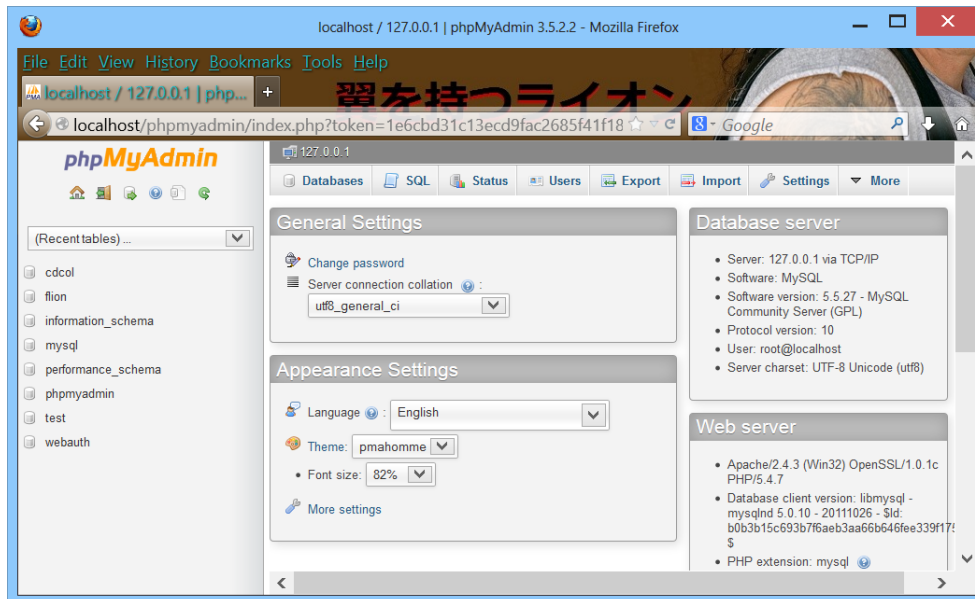 localhost / 127.0.0.1 | phpMyAdmin 3.5.2.2 - Mozilla Firefox
File Edit View History Bookmarks Tools Help
localhost / 127.0.0.1 | php...
翼を持つライオン
localhost/phpmyadmin/index.php?token=1e6cbd31c13ecd9fac2685f41f18
Google
phpMyAdmin
(Recent tables) ...
cdcol
flion
information_schema
mysql
performance_schema
phpmyadmin
test
webauth
127.0.0.1
Databases SQL Status Users Export Import Settings More
General Settings
Change password
Server connection collation :
utf8_general_ci
Appearance Settings
Language : English
Theme: pmahomme
Font size: 82%
More settings
Database server
Server: 127.0.0.1 via TCP/IP
Software: MySQL
Software version: 5.5.27 - MySQL
Community Server (GPL)
Protocol version: 10
User: root@localhost
Server charset: UTF-8 Unicode (utf8)
Web server
Apache/2.4.3 (Win32) OpenSSL/1.0.1c
PHP/5.4.7
Database client version: libmysql -
mysqlnd 5.0.10 - 20111026 - $Id:
b0b3b15c693b7f6aeb3aa66b646fee339f175
$
PHP extension: mysql